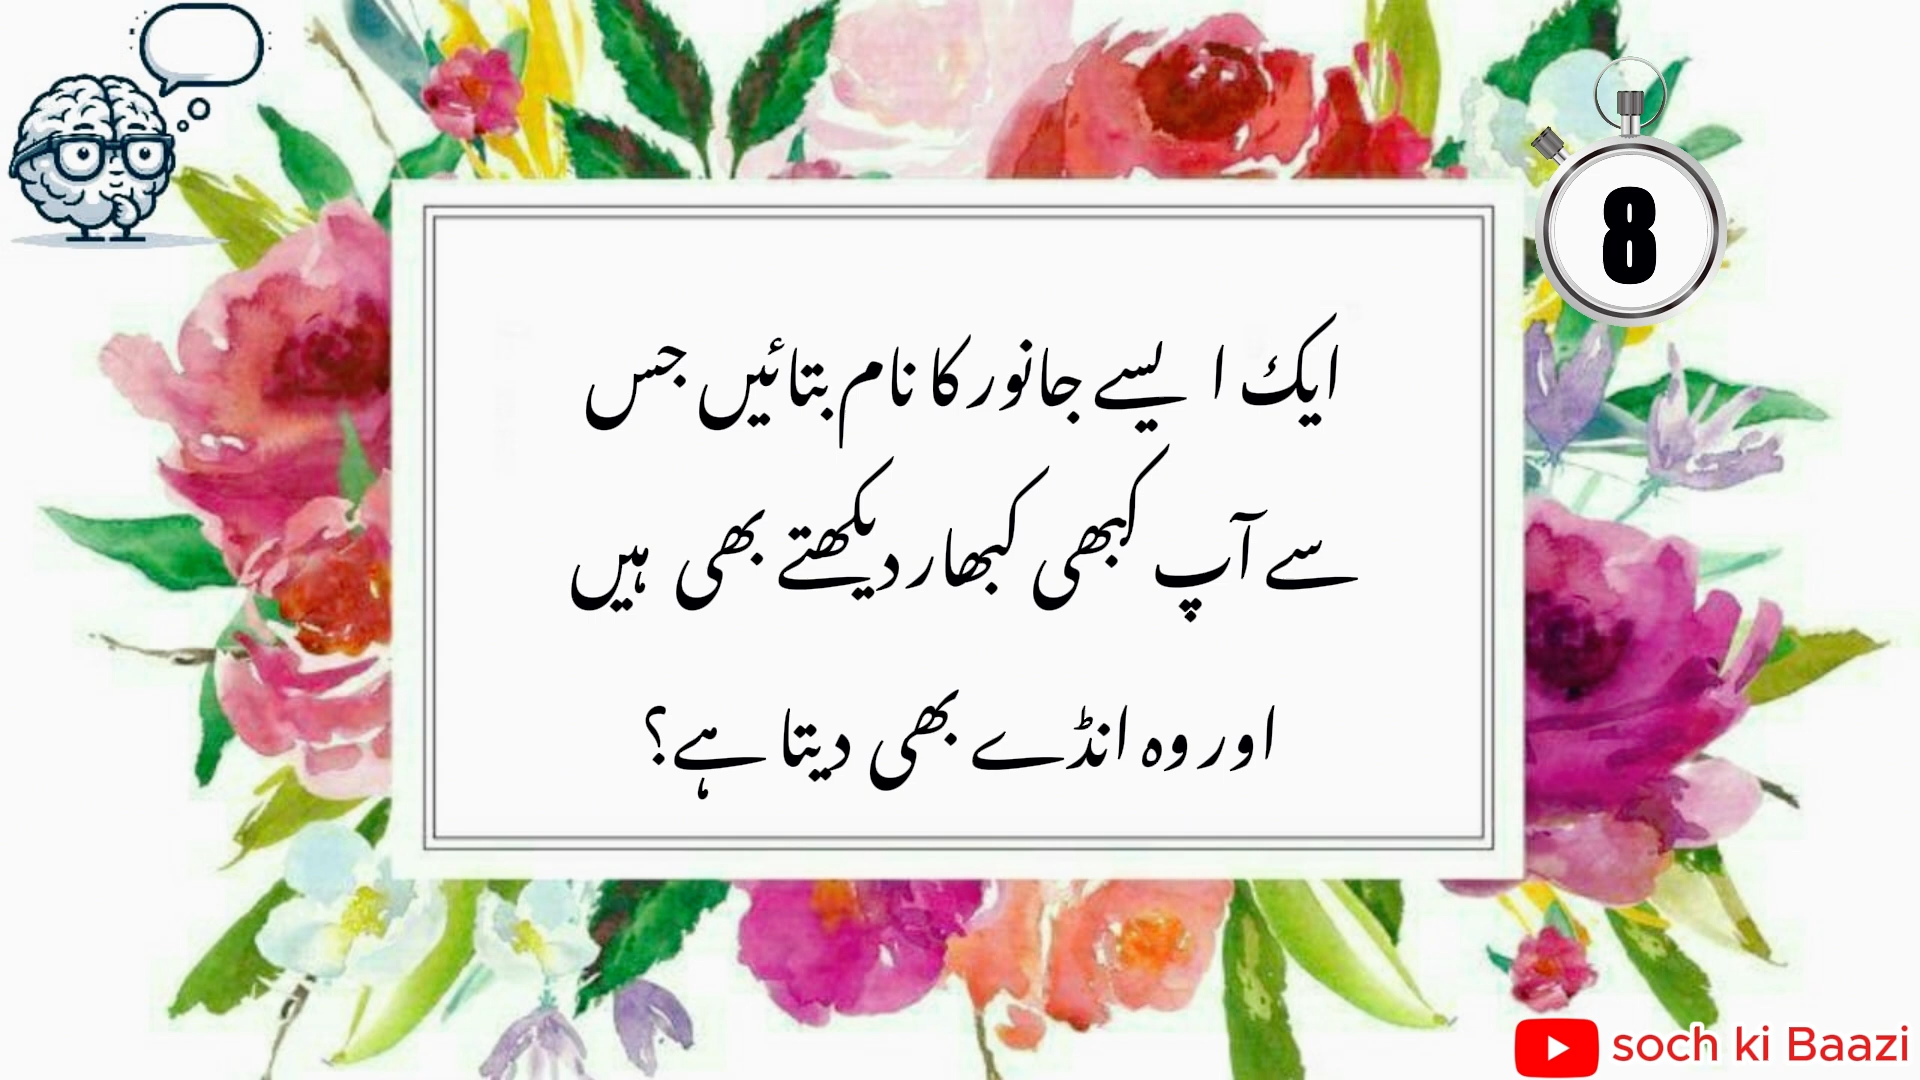 8
ایک ایسے جانور کا نام بتائیں جس
سے آپ کبھی کبھار دیکھتے بھی ہیں
اور وہ انڈے بھی دیتا ہے؟
soch ki Baazi